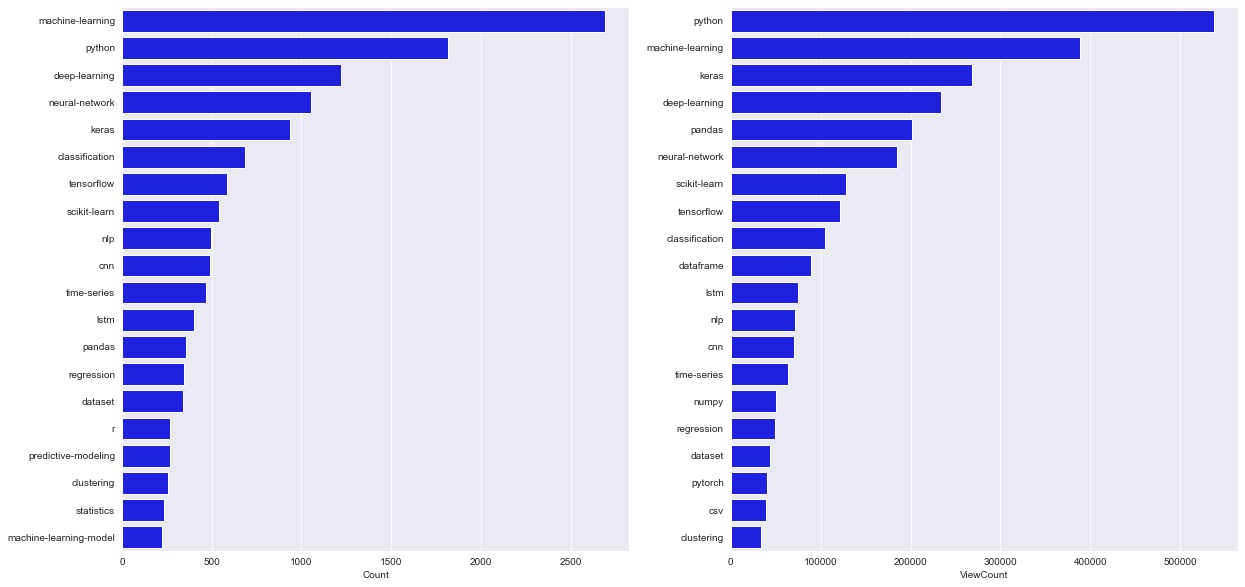 machine-learning
python
deep-learning
neural-network
keras
classification
tensorflow
scikit-learn
nlp
cnn
time-series
lstm
pandas
regression
dataset
r
predictive-modeling
clustering
statistics
machine-learning-model
0 500 1000 1500 2000 2500
Count
python
machine-learning
keras
deep-learning
pandas
neural-network
scikit-learn
tensorflow
classification
dataframe
lstm
nlp
cnn
time-series
numpy
regression
dataset
pytorch
csv
clustering
0 100000 200000 300000 400000 500000
ViewCount